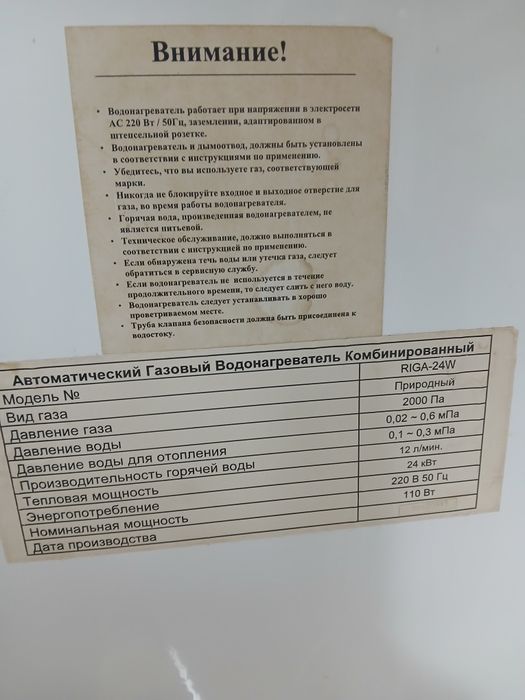 Внимание!
• Водонагреватель работает при напряжении в электросети
АС 220 Вт / 50Гц, заземлении, адаптированном в
штепсельной розетке.
• Водонагреватель и дымоотвод, должны быть установлены
в соответствии с инструкциями по применению.
• Убедитесь, что вы используете газ, соответствующей
марки.
• Никогда не блокируйте входное и выходное отверстие для
газа, во время работы водонагревателя.
• Горячая вода, произведенная водонагревателем, не
является питьевой.
• Техническое обслуживание, должно выполняться в
соответствии с инструкцией по применению.
• Если обнаружена течь воды или утечка газа, следует
обратиться в сервисную службу.
• Если водонагреватель не используется в течение
продолжительного времени, то следует слить с него воду.
• Водонагреватель следует устанавливать в хорошо
проветриваемом месте.
• Труба клапана безопасности должна быть присоединена к
водостоку.
Автоматический Газовый Водонагреватель Комбинированный
Модель № RIGA-24W
Вид газа Природный
Давление газа 2000 Па
Давление воды 0,02 ~ 0,6 мПа
Давление воды для отопления 0,1 ~ 0,3 мПа
Производительность горячей воды 12 л/мин.
Тепловая мощность 24 кВт
Энергопотребление 220 В 50 Гц
Номинальная мощность 110 Вт
Дата производства